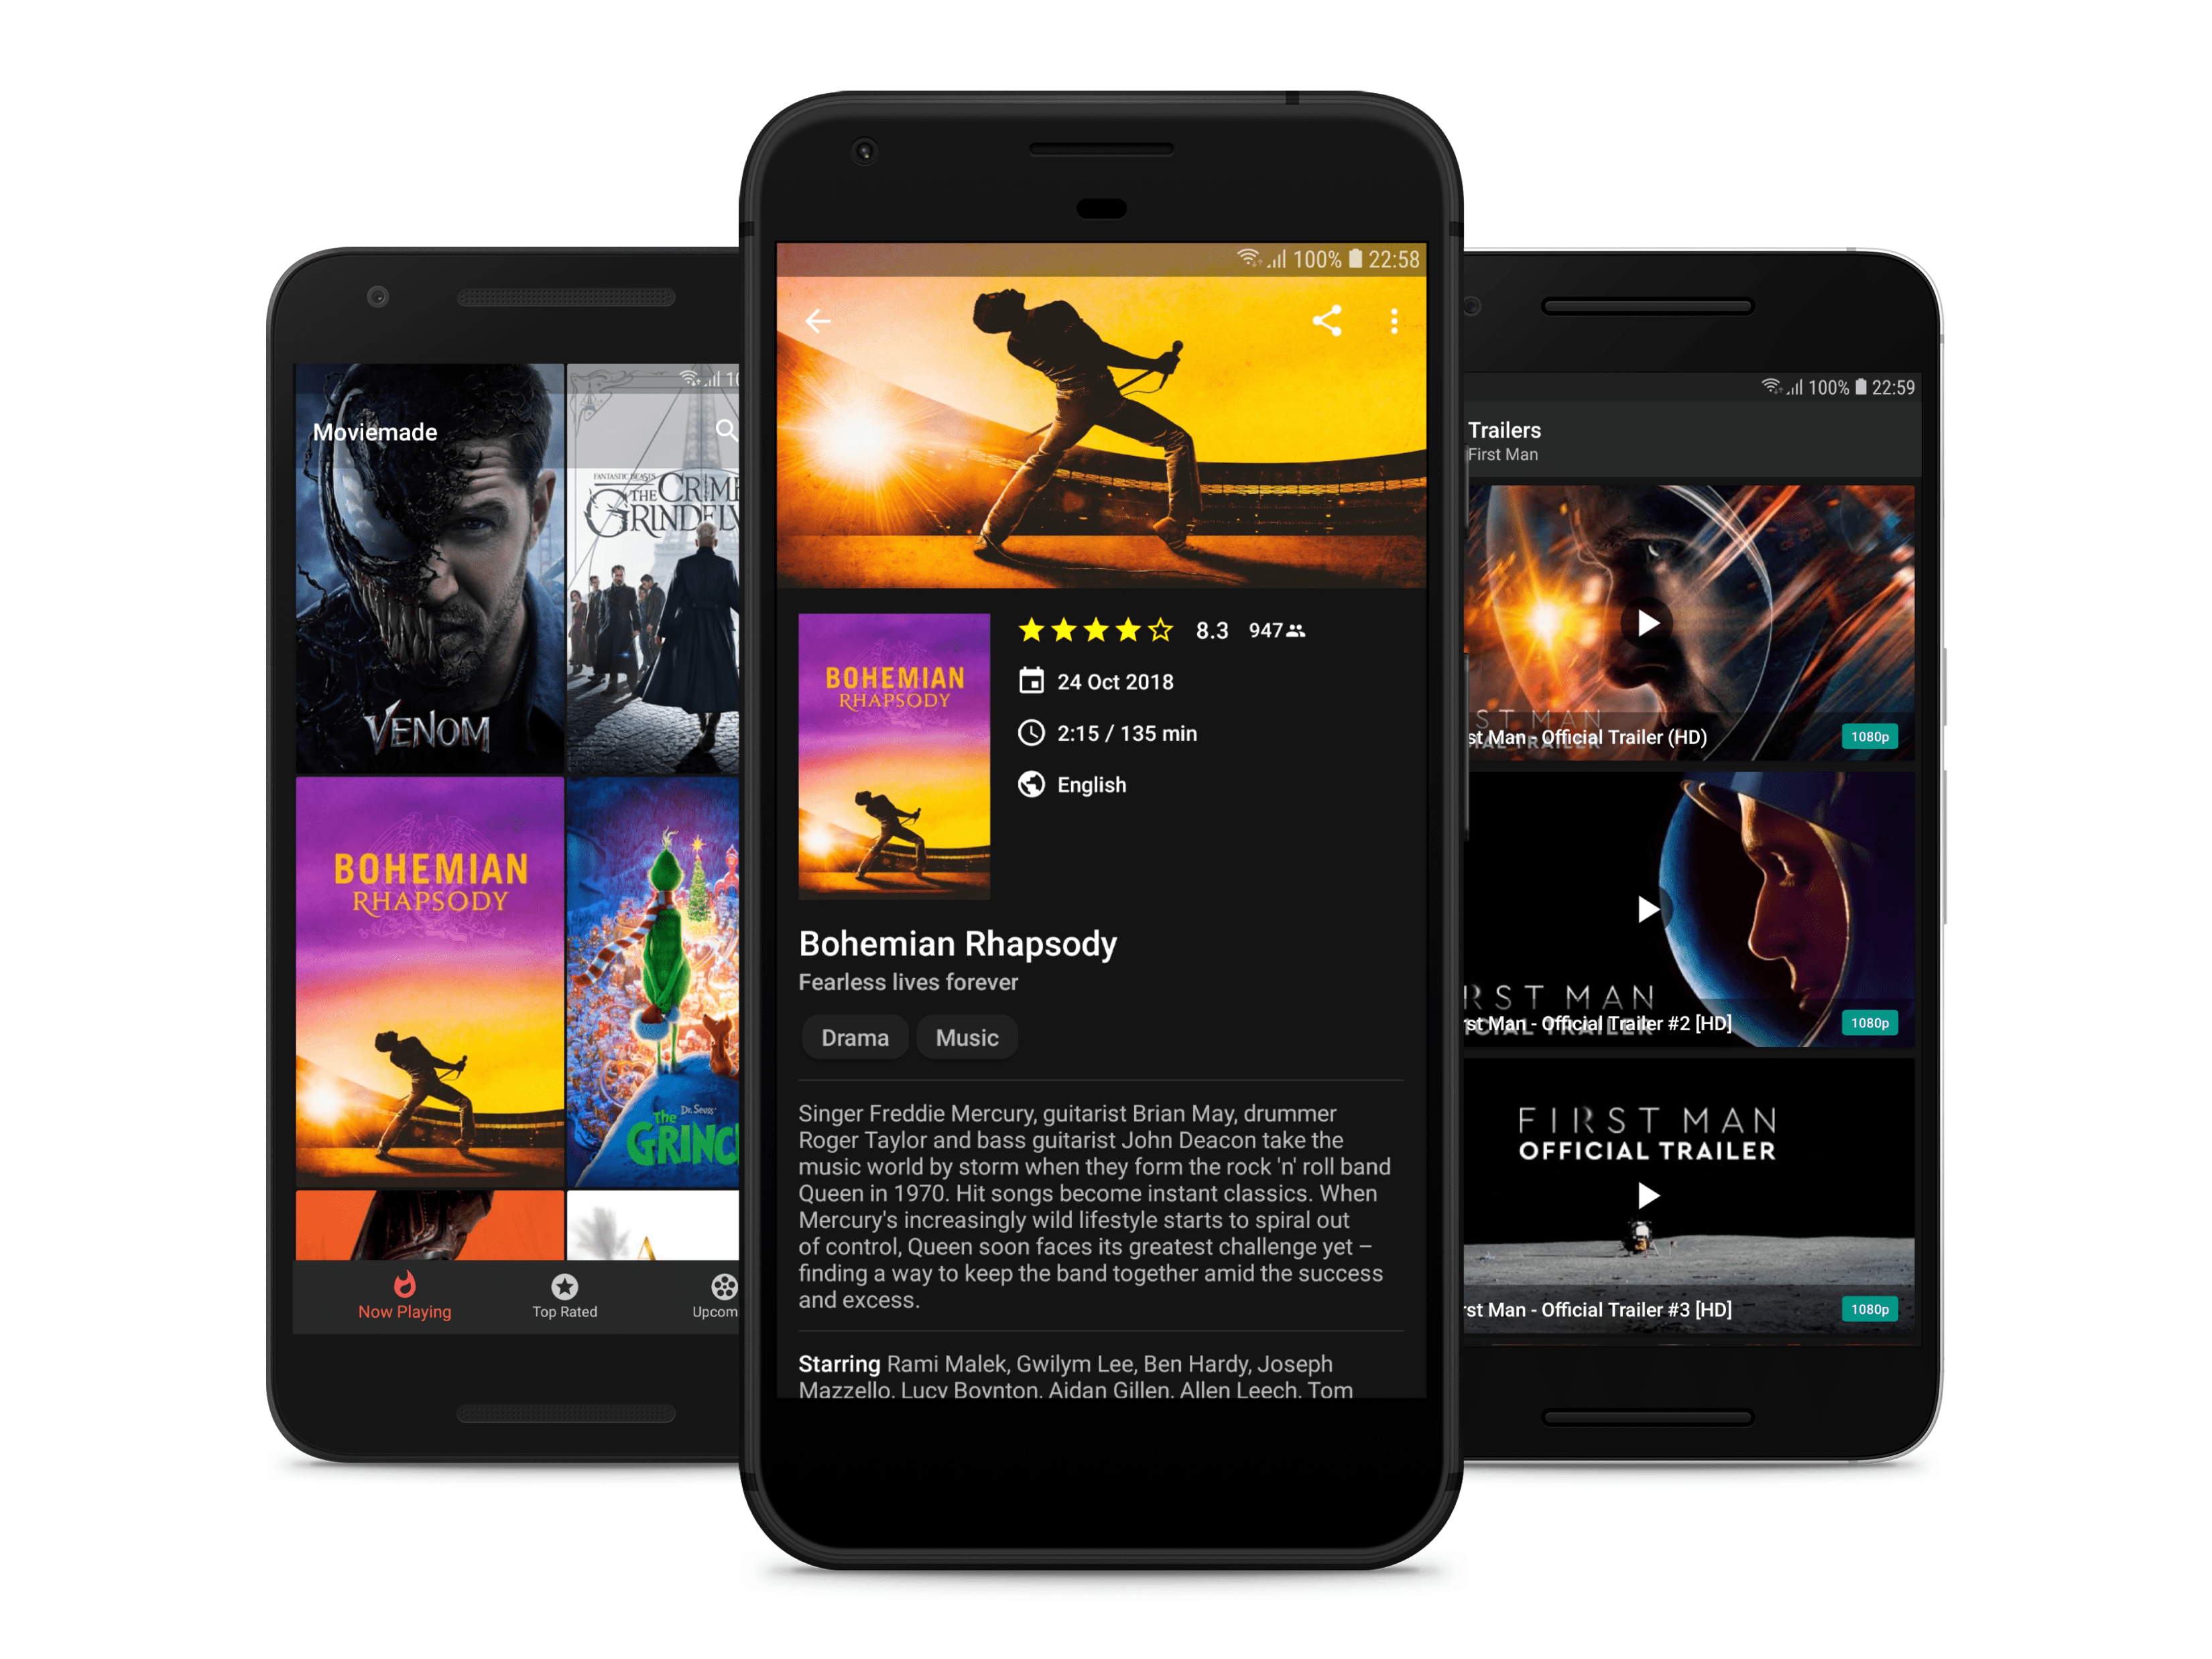 Moviemade
VENOM
FANTASTIC BEASTS
THE CRIM
GRINDELV
BOHEMIAN
RHAPSODY
Dr. Seuss'
The
GRINC
Now Playing
Top Rated
Upcom
100% 22:58
8.3 947
BOHEMIAN
RHAPSODY
24 Oct 2018
2:15 / 135 min
English
Bohemian Rhapsody
Fearless lives forever
Drama Music
Singer Freddie Mercury, guitarist Brian May, drummer
Roger Taylor and bass guitarist John Deacon take the
music world by storm when they form the rock 'n' roll band
Queen in 1970. Hit songs become instant classics. When
Mercury's increasingly wild lifestyle starts to spiral out
of control, Queen soon faces its greatest challenge yet –
finding a way to keep the band together amid the success
and excess.
Starring Rami Malek, Gwilym Lee, Ben Hardy, Joseph
Mazzello, Lucy Boynton, Aidan Gillen, Allen Leech, Tom
100% 22:59
Trailers
First Man
ST MAN
st Man - Official Trailer (HD) 1080p
RST MAN
rst Man - Official Trailer #2 [HD] 1080p
FIRST MAN
OFFICIAL TRAILER
rst Man - Official Trailer #3 [HD] 1080p